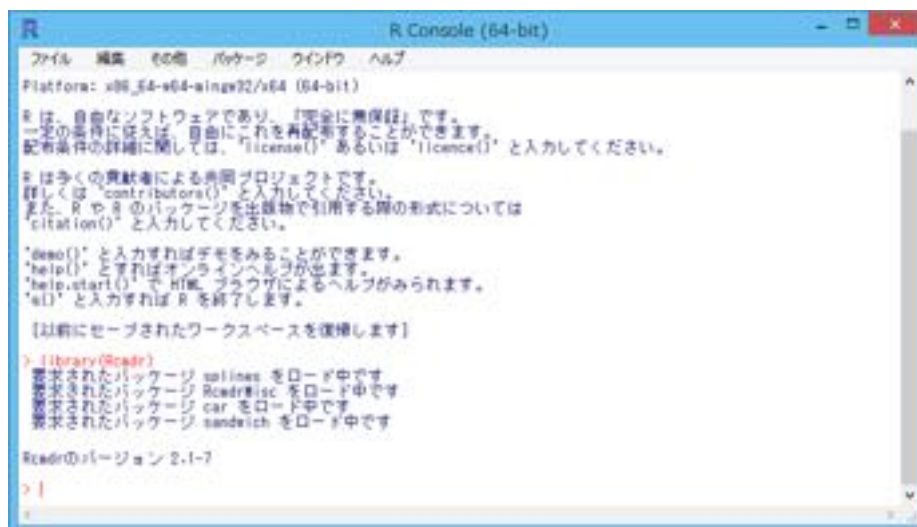 R Console (64-bit)
ファイル 編集 その他 パッケージ ウインドウ ヘルプ
Platform: x86_64-w64-mingw32/x64 (64-bit)
R は、自由なソフトウェアであり、「完全に無保証」です。
一定の条件に従えば、自由にこれを再配布することができます。
配布条件の詳細に関しては、'license()' あるいは 'licence()' と入力してください。
R は多くの貢献者による共同プロジェクトです。
詳しくは 'contributors()' と入力してください。
また、R や R のパッケージを出版物で引用する際の形式については
'citation()' と入力してください。
'demo()' と入力すればデモをみることができます。
'help()' とすればオンラインヘルプが出ます。
'help.start()' で HTML ブラウザによるヘルプがみられます。
'q()' と入力すれば R を終了します。
[以前にセーブされたワークスペースを復帰します]
> library(Rcmdr)
要求されたパッケージ splines をロード中です
要求されたパッケージ RcmdrMisc をロード中です
要求されたパッケージ car をロード中です
要求されたパッケージ sandwich をロード中です
Rcmdrのバージョン 2.1-7
>